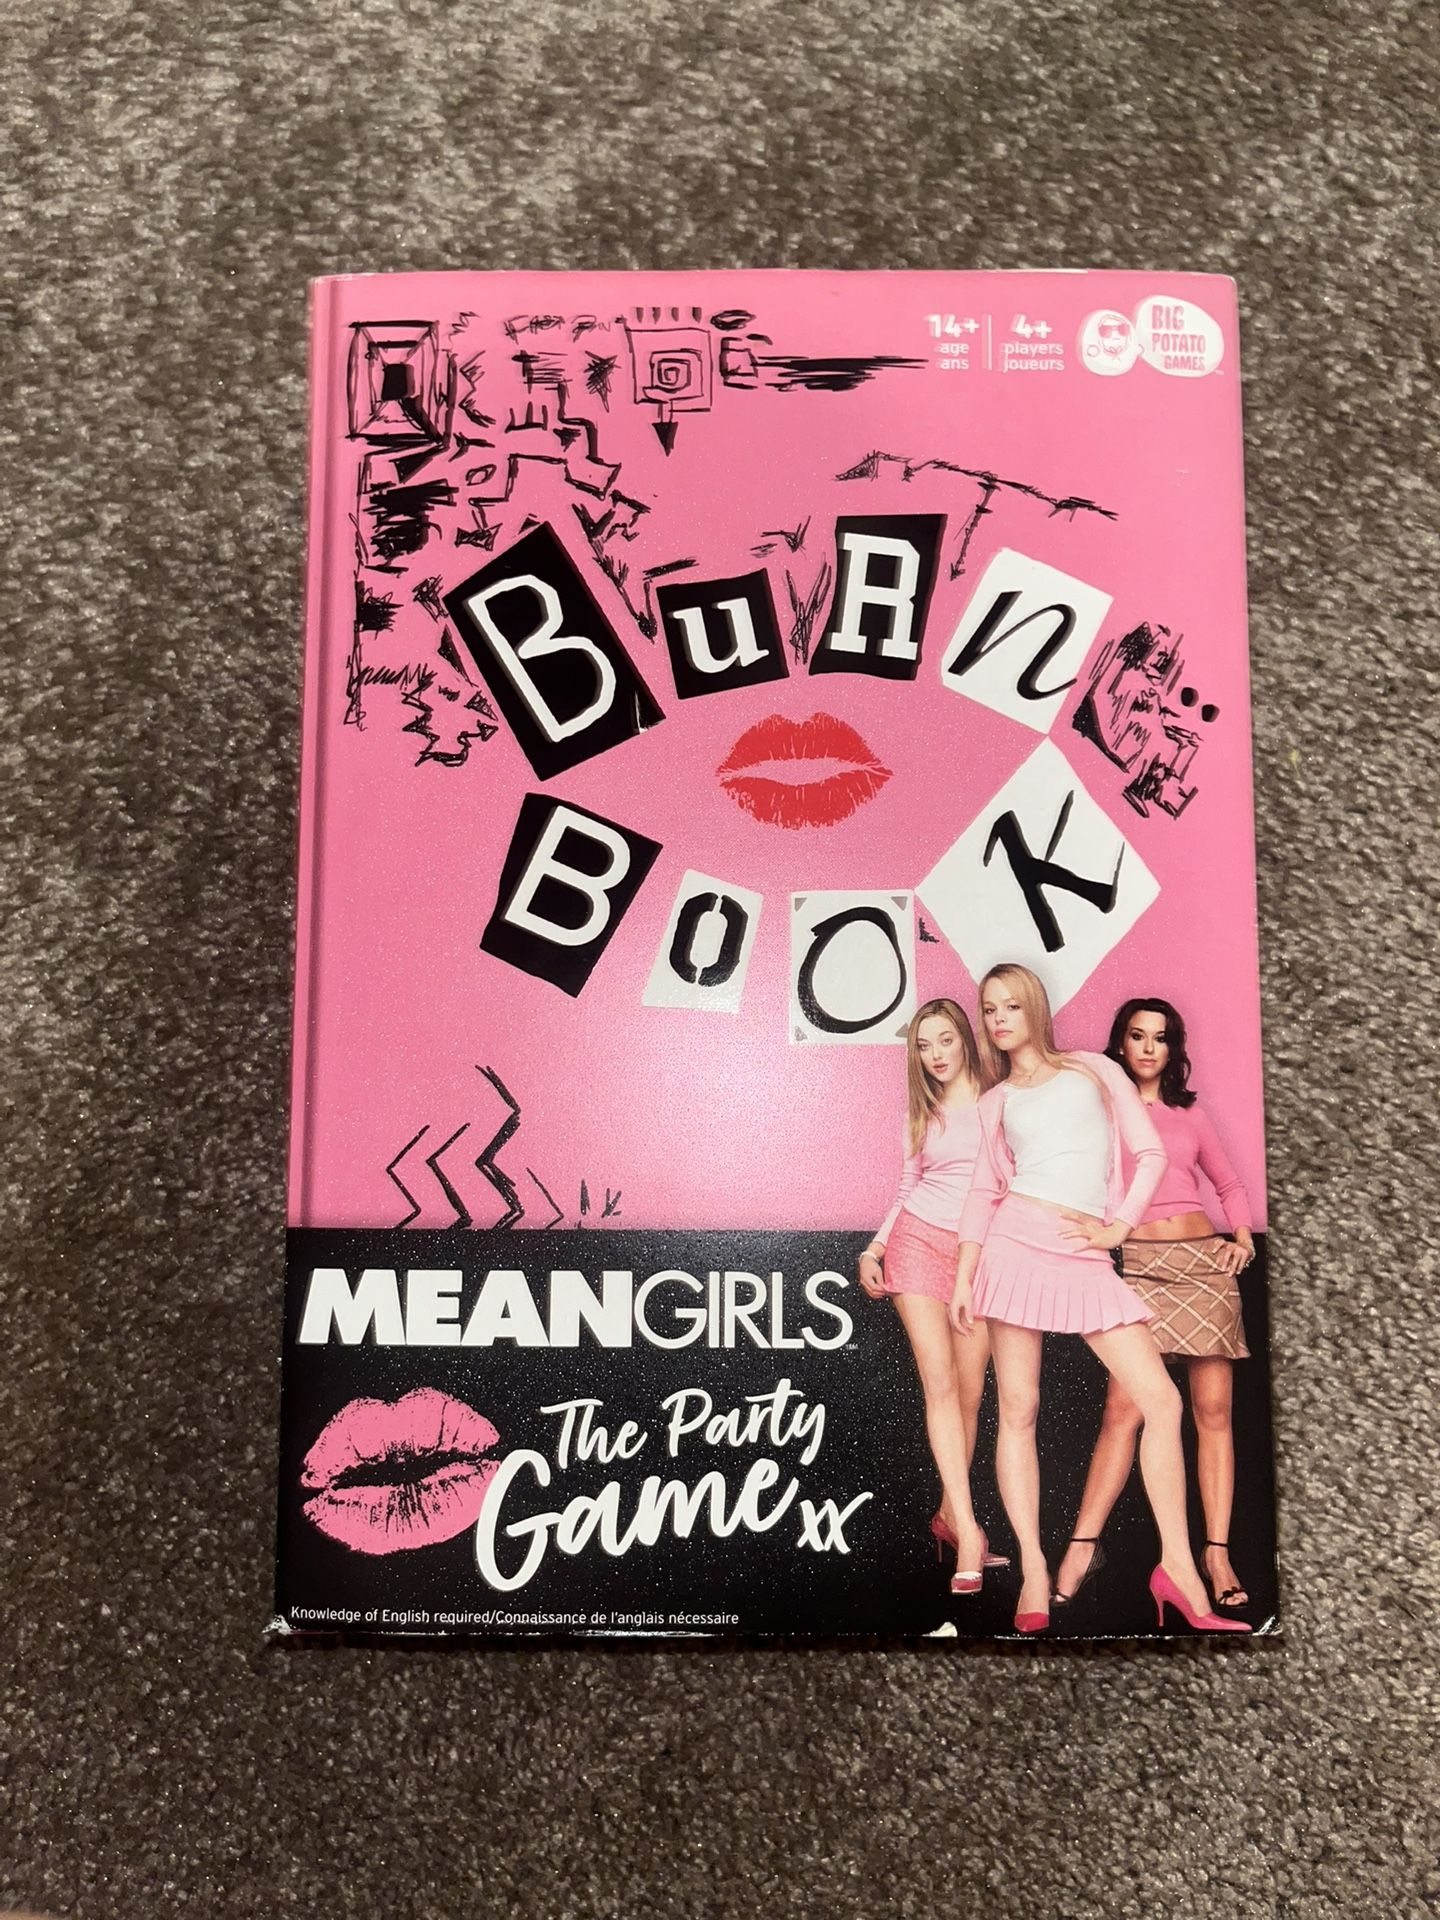 14+
age
ans
4+
players
joueurs
BIG
POTATO
GAMES
BuRn
BOOK
MEANGIRLS
The Party
Game xx
Knowledge of English required/Connaissance de l'anglais nécessaire